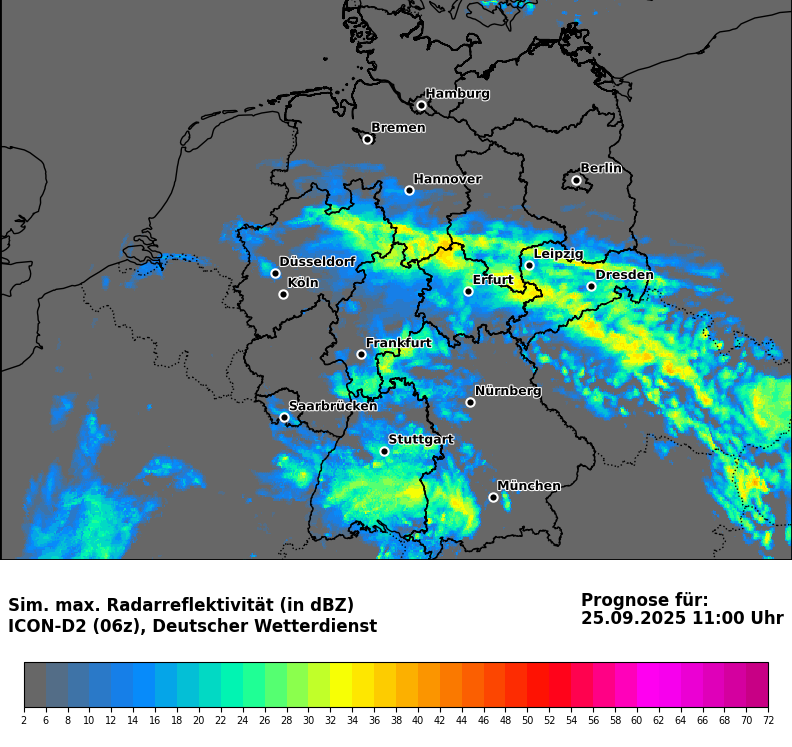 Hamburg
Bremen
Berlin
Hannover
Leipzig
Düsseldorf
Dresden
Köln
Erfurt
Frankfurt
Nürnberg
Saarbrücken
Stuttgart
München
Sim. max. Radarreflektivität (in dBZ)
ICON-D2 (06z), Deutscher Wetterdienst
Prognose für:
25.09.2025 11:00 Uhr
2 6 8 10 12 14 16 18 20 22 24 26 28 30 32 34 36 38 40 42 44 46 48 50 52 54 56 58 60 62 64 66 68 70 72